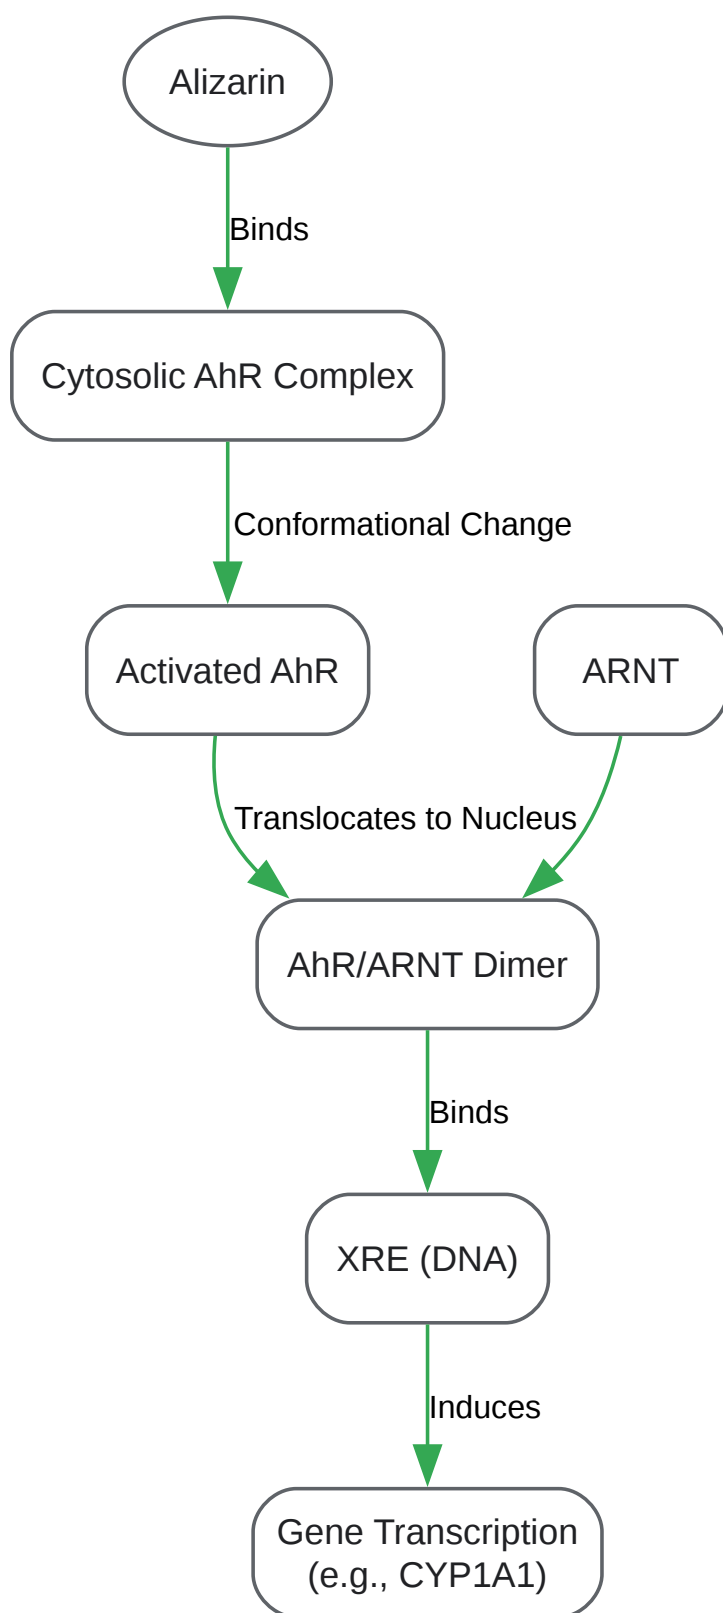 Alizarin
Binds
Cytosolic AhR Complex
Conformational Change
Activated AhR
ARNT
Translocates to Nucleus
AhR/ARNT Dimer
Binds
XRE (DNA)
Induces
Gene Transcription
(e.g., CYP1A1)